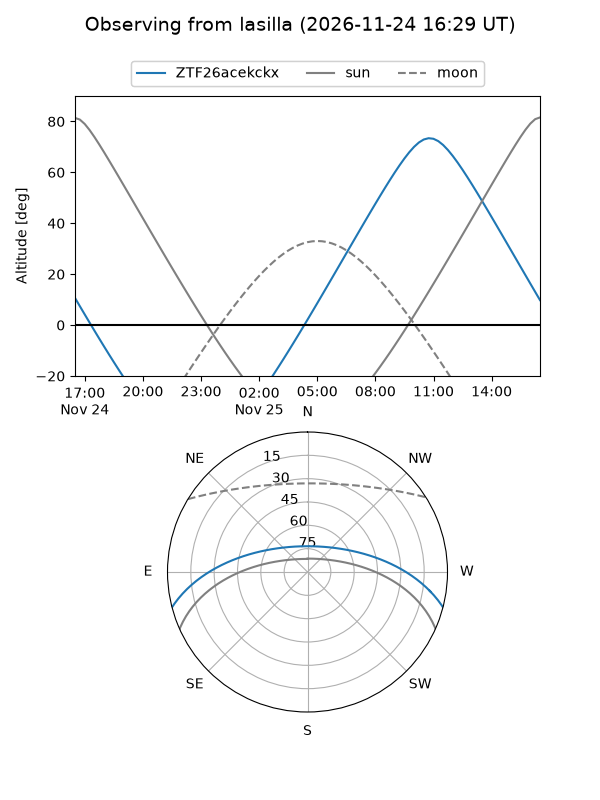 Observing from lasilla (2026-11-24 16:29 UT)
ZTF26acekckx sun moon
Altitude [deg]
80
60
40
20
0
−20
17:00 20:00 23:00 02:00 05:00 08:00 11:00 14:00
Nov 24 Nov 25
N
NE NW
15
30
45
60
75
E W
SE SW
S